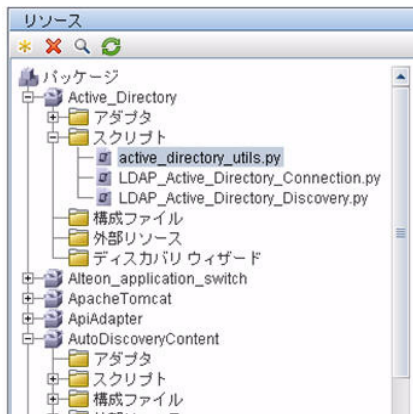 リソース
パッケージ
Active_Directory
アダプタ
スクリプト
active_directory_utils.py
LDAP_Active_Directory_Connection.py
LDAP_Active_Directory_Discovery.py
構成ファイル
外部リソース
ディスカバリ ウィザード
Alteon_application_switch
ApacheTomcat
ApiAdapter
AutoDiscoveryContent
アダプタ
スクリプト
構成ファイル